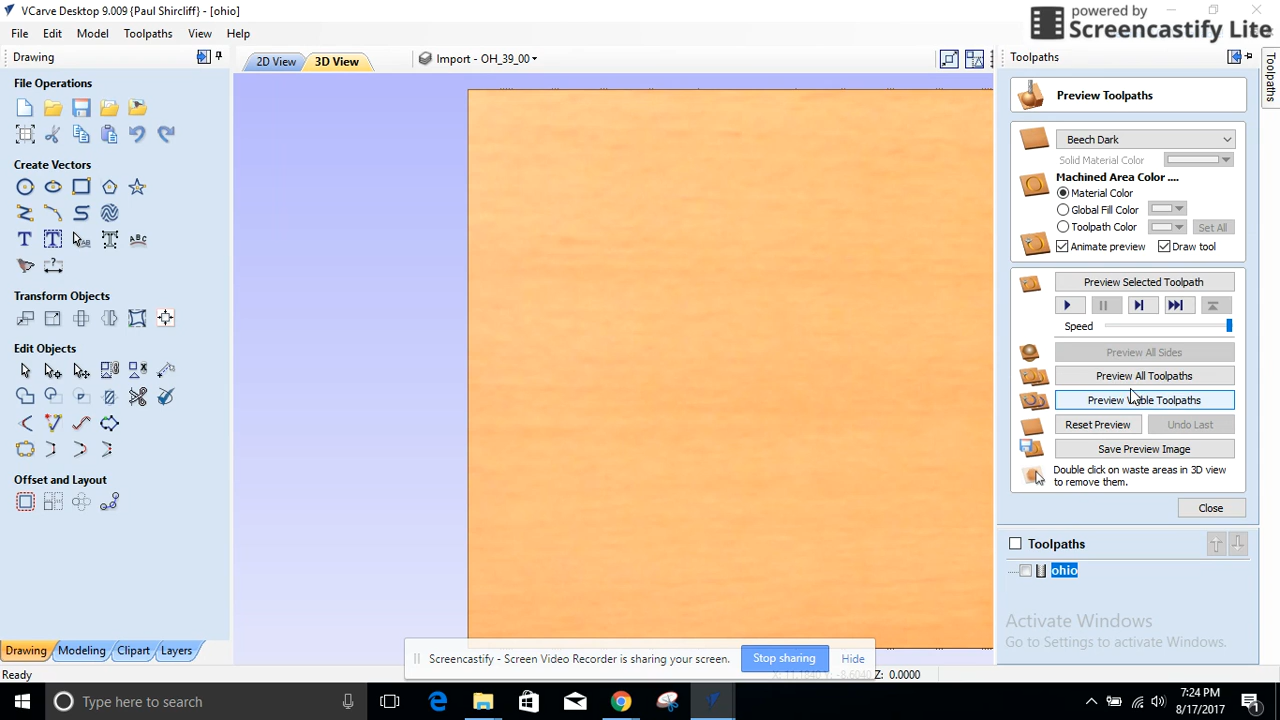 VCarve Desktop 9.009 {Paul Shircliff} - [ohio]
powered by
Screencastify Lite
File Edit Model Toolpaths View Help
Drawing
2D View 3D View Import - OH_39_00
Toolpaths
Toolpaths
File Operations
Create Vectors
Transform Objects
Edit Objects
Offset and Layout
Preview Toolpaths
Beech Dark
Solid Material Color
Machined Area Color ....
Material Color
Global Fill Color
Toolpath Color Set All
Animate preview Draw tool
Preview Selected Toolpath
Speed
Preview All Sides
Preview All Toolpaths
Preview Visible Toolpaths
Reset Preview Undo Last
Save Preview Image
Double click on waste areas in 3D view
to remove them.
Close
Toolpaths
ohio
Activate Windows
Go to Settings to activate Windows.
Drawing Modeling Clipart Layers
Screencastify - Screen Video Recorder is sharing your screen. Stop sharing Hide
Ready
X: 11.1840 Y: -8.6040 Z: 0.0000
Type here to search
7:24 PM
8/17/2017